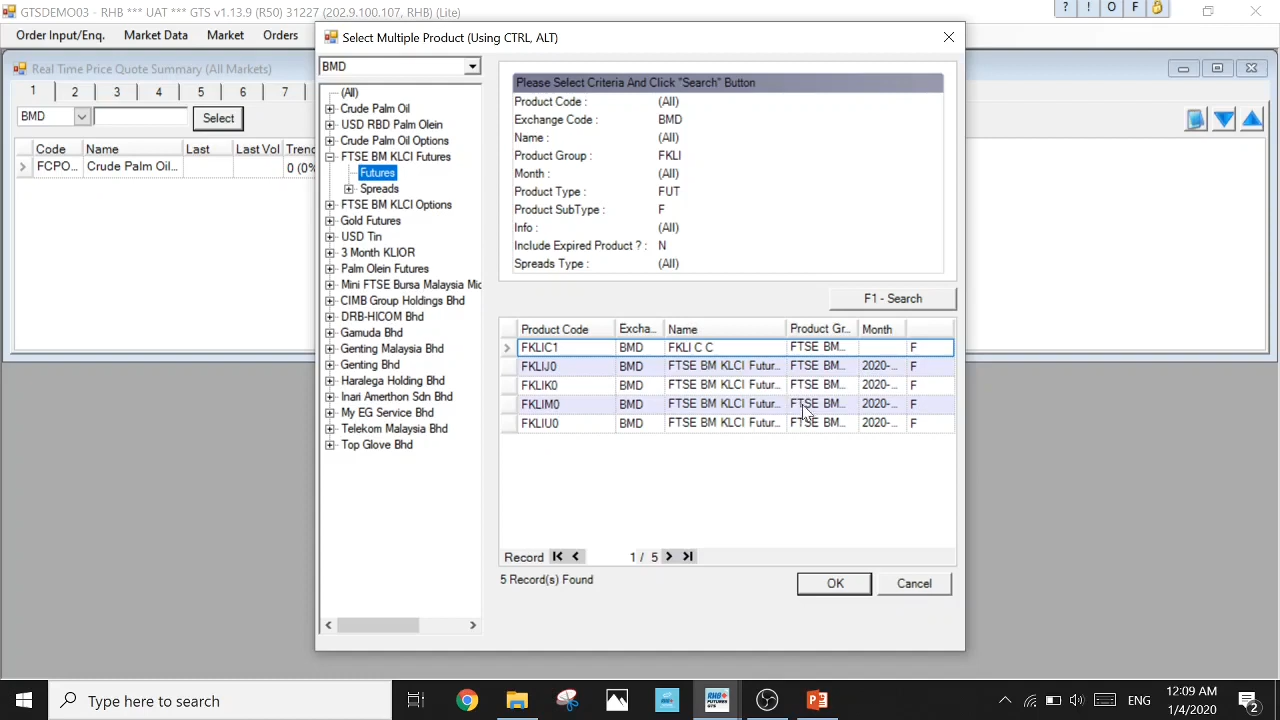 GTSDEMO03 - RHB *** UAT *** GTS v1.13.9 (R50) 31227 (202.9.100.107, RHB) (Lite)
? ! O F
Order Input/Enq. Market Data Market Orders
Select Multiple Product (Using CTRL, ALT)
Real Time Price Quote Summary (All Markets)
1 2 3 4 5 6 7
BMD Select
Code Name Last Last Vol Trend
FCPO... Crude Palm Oil... 0 (0%
BMD
(All)
Crude Palm Oil
USD RBD Palm Olein
Crude Palm Oil Options
FTSE BM KLCI Futures
Futures
Spreads
FTSE BM KLCI Options
Gold Futures
USD Tin
3 Month KLIOR
Palm Olein Futures
Mini FTSE Bursa Malaysia Mid
CIMB Group Holdings Bhd
DRB-HICOM Bhd
Gamuda Bhd
Genting Malaysia Bhd
Genting Bhd
Haralega Holding Bhd
Inari Amerthon Sdn Bhd
My EG Service Bhd
Telekom Malaysia Bhd
Top Glove Bhd
Please Select Criteria And Click "Search" Button
Product Code : (All)
Exchange Code : BMD
Name : (All)
Product Group : FKLI
Month : (All)
Product Type : FUT
Product SubType : F
Info : (All)
Include Expired Product ? : N
Spreads Type : (All)
F1 - Search
Product Code Excha... Name Product Gr... Month
FKLIC1 BMD FKLI C C FTSE BM... F
FKLIJ0 BMD FTSE BM KLCI Futur... FTSE BM... 2020-... F
FKLIK0 BMD FTSE BM KLCI Futur... FTSE BM... 2020-... F
FKLIM0 BMD FTSE BM KLCI Futur... FTSE BM... 2020-... F
FKLIU0 BMD FTSE BM KLCI Futur... FTSE BM... 2020-... F
Record 1 / 5
5 Record(s) Found
OK Cancel
Type here to search
RHB FUTURES GTS
ENG
12:09 AM
1/4/2020
2